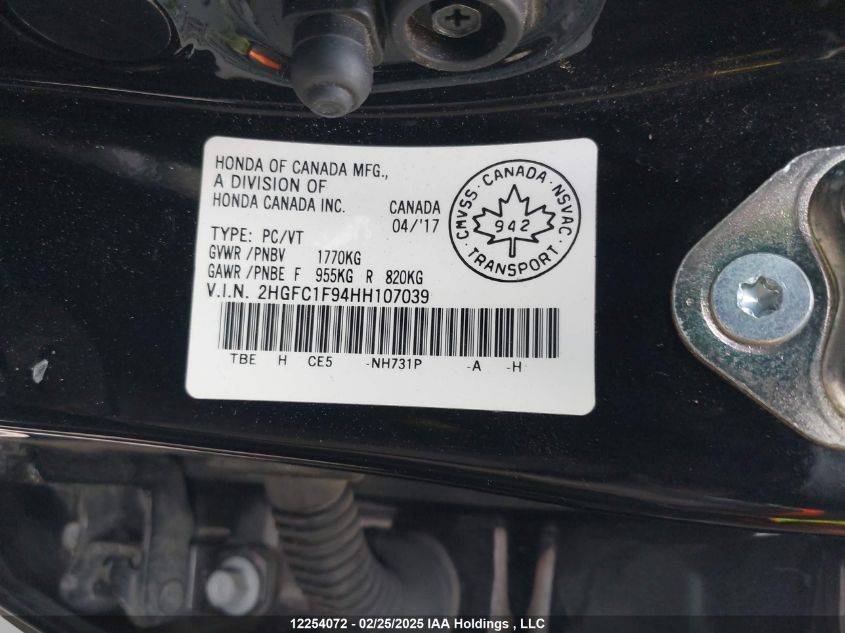 HONDA OF CANADA MFG.,
A DIVISION OF
HONDA CANADA INC.
CANADA
04/'17
TYPE: PC/VT
GVWR /PNBV 1770KG
GAWR /PNBE F 955KG R 820KG
V.I.N. 2HGFC1F94HH107039
TBE H CE5 -NH731P -A -H-
CMVSS · CANADA · NSVAC
942
· TRANSPORT ·
12254072 - 02/25/2025 IAA Holdings , LLC